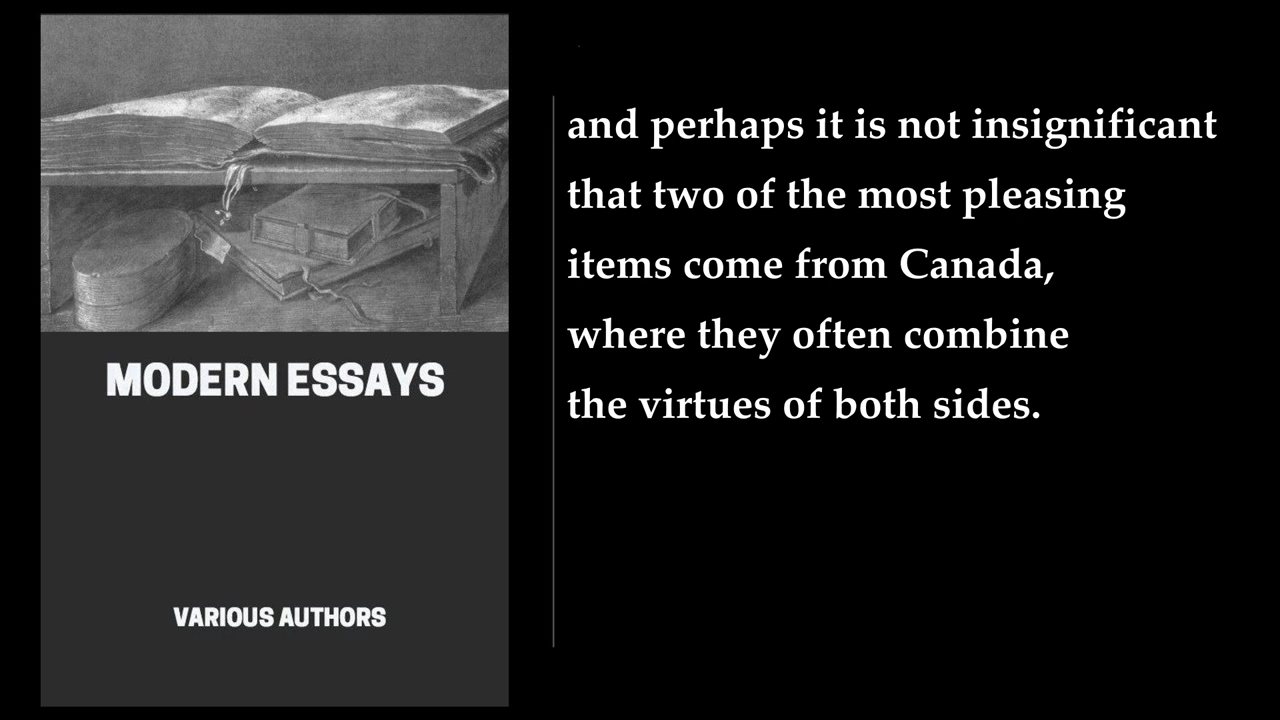 MODERN ESSAYS
VARIOUS AUTHORS
and perhaps it is not insignificant
that two of the most pleasing
items come from Canada,
where they often combine
the virtues of both sides.